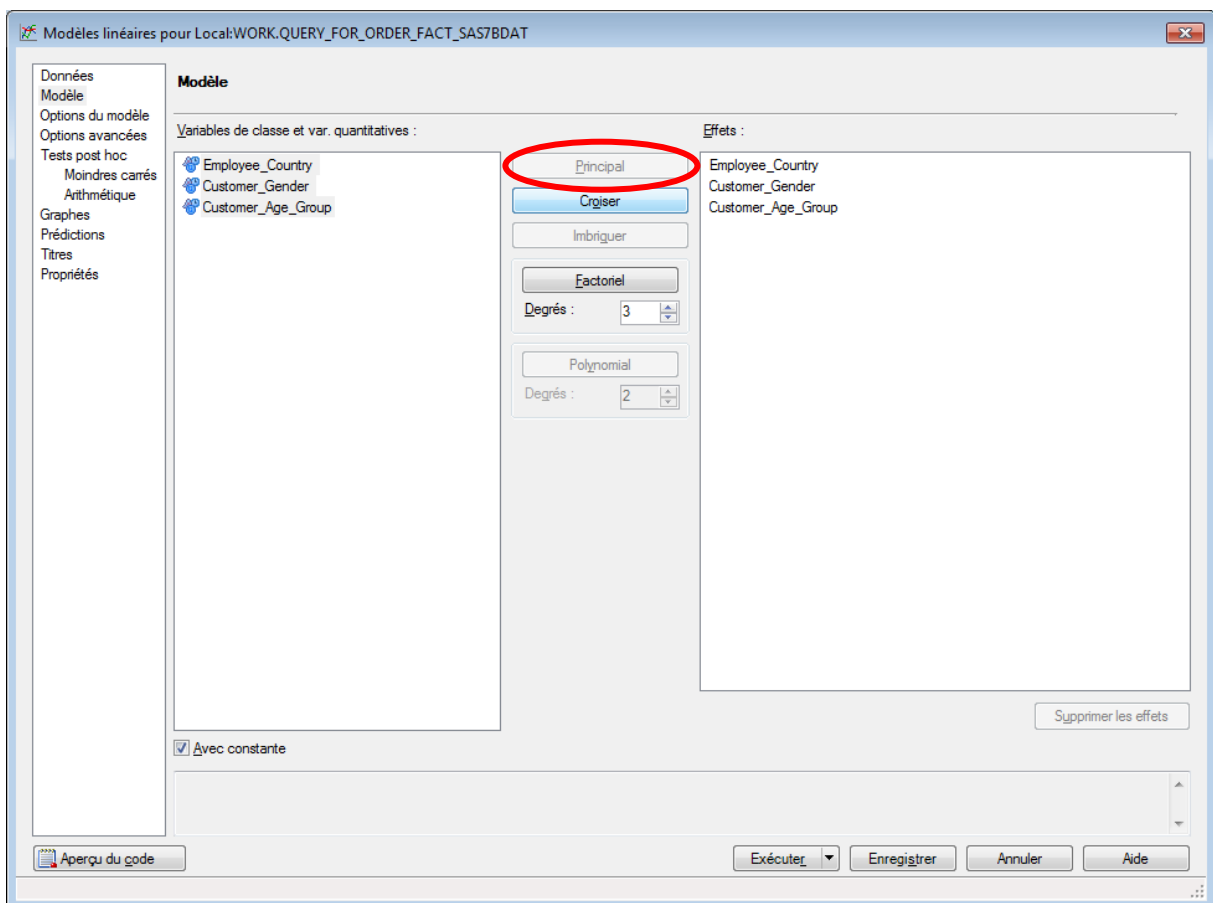 Modèles linéaires pour Local:WORK.QUERY_FOR_ORDER_FACT_SAS7BDAT
Données
Modèle
Options du modèle
Options avancées
Tests post hoc
Moindres carrés
Arithmétique
Graphes
Prédictions
Titres
Propriétés
Modèle
Variables de classe et var. quantitatives :
Employee_Country
Customer_Gender
Customer_Age_Group
Principal
Croiser
Imbriguer
Factoriel
Degrés : 3
Polynomial
Degrés : 2
Effets :
Employee_Country
Customer_Gender
Customer_Age_Group
Supprimer les effets
Avec constante
Aperçu du code
Exécuter
Enregistrer
Annuler
Aide